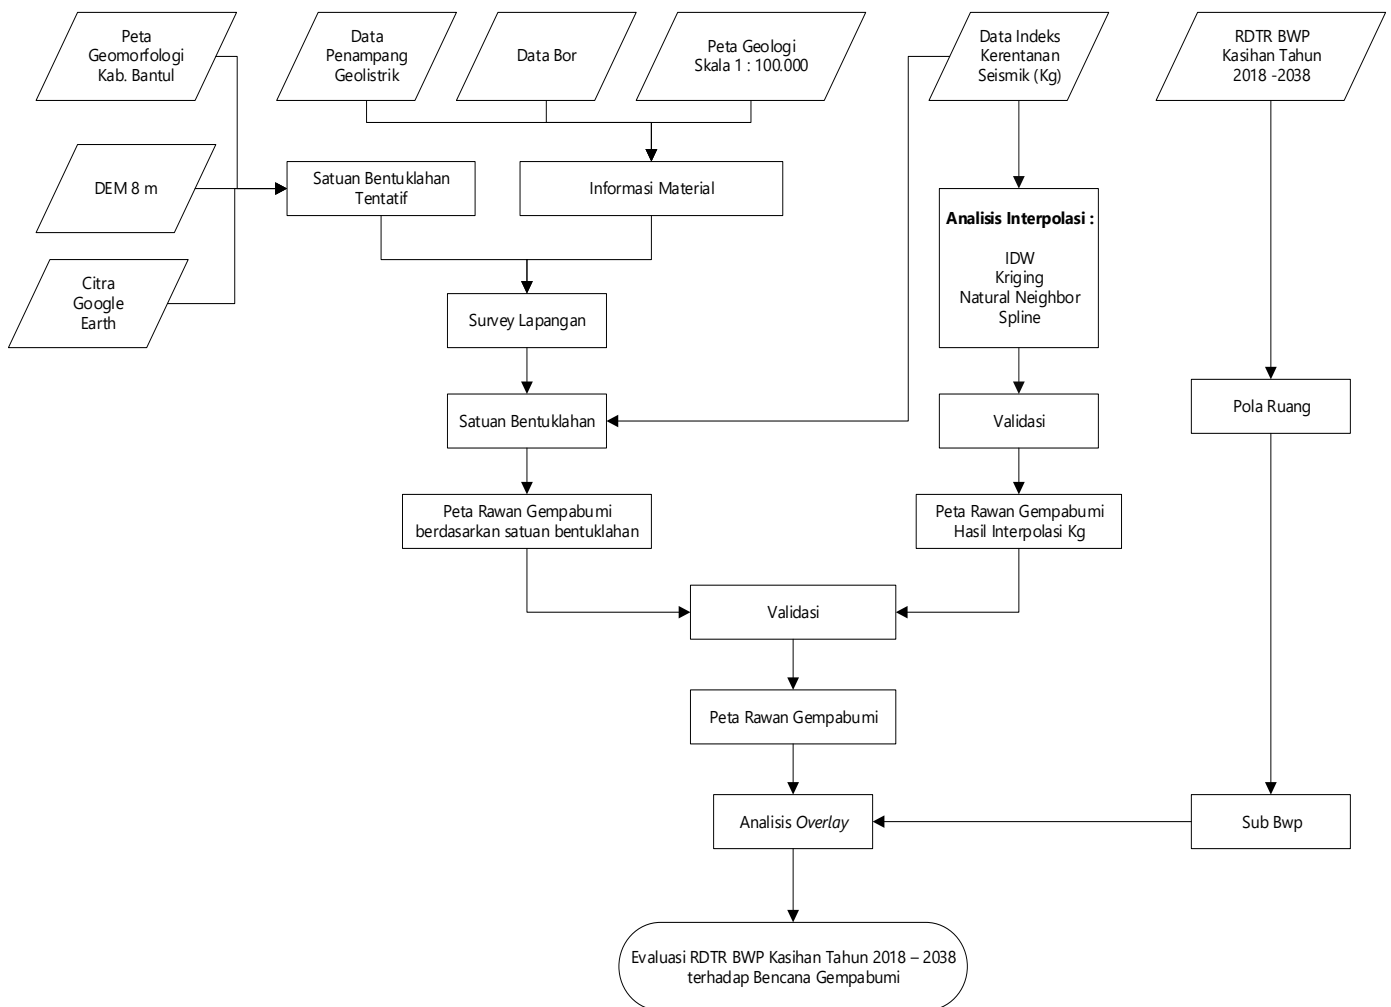 Peta
Geomorfologi
Kab. Bantul
Data
Penampang
Geolistrik
Data Bor
Peta Geologi
Skala 1 : 100.000
Data Indeks
Kerentanan
Seismik (Kg)
RDTR BWP
Kasihan Tahun
2018 -2038
DEM 8 m
Satuan Bentuklahan
Tentatif
Informasi Material
Analisis Interpolasi :
IDW
Kriging
Natural Neighbor
Spline
Citra
Google
Earth
Survey Lapangan
Satuan Bentuklahan
Validasi
Pola Ruang
Peta Rawan Gempabumi
berdasarkan satuan bentuklahan
Peta Rawan Gempabumi
Hasil Interpolasi Kg
Validasi
Peta Rawan Gempabumi
Analisis Overlay
Sub Bwp
Evaluasi RDTR BWP Kasihan Tahun 2018 – 2038
terhadap Bencana Gempabumi